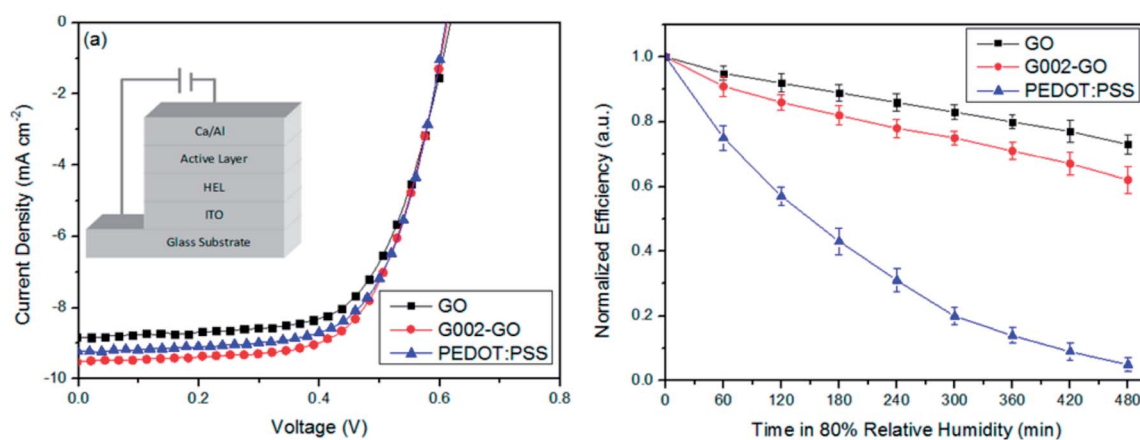 (a)
Ca/Al
Active Layer
HEL
ITO
Glass Substrate
GO
G002-GO
PEDOT:PSS
0
-2
-4
-6
-8
-10
Current Density (mA cm⁻²)
0.0 0.2 0.4 0.6 0.8
Voltage (V)
GO
G002-GO
PEDOT:PSS
1.0
0.8
0.6
0.4
0.2
0.0
Normalized Efficiency (a.u.)
0 60 120 180 240 300 360 420 480
Time in 80% Relative Humidity (min)